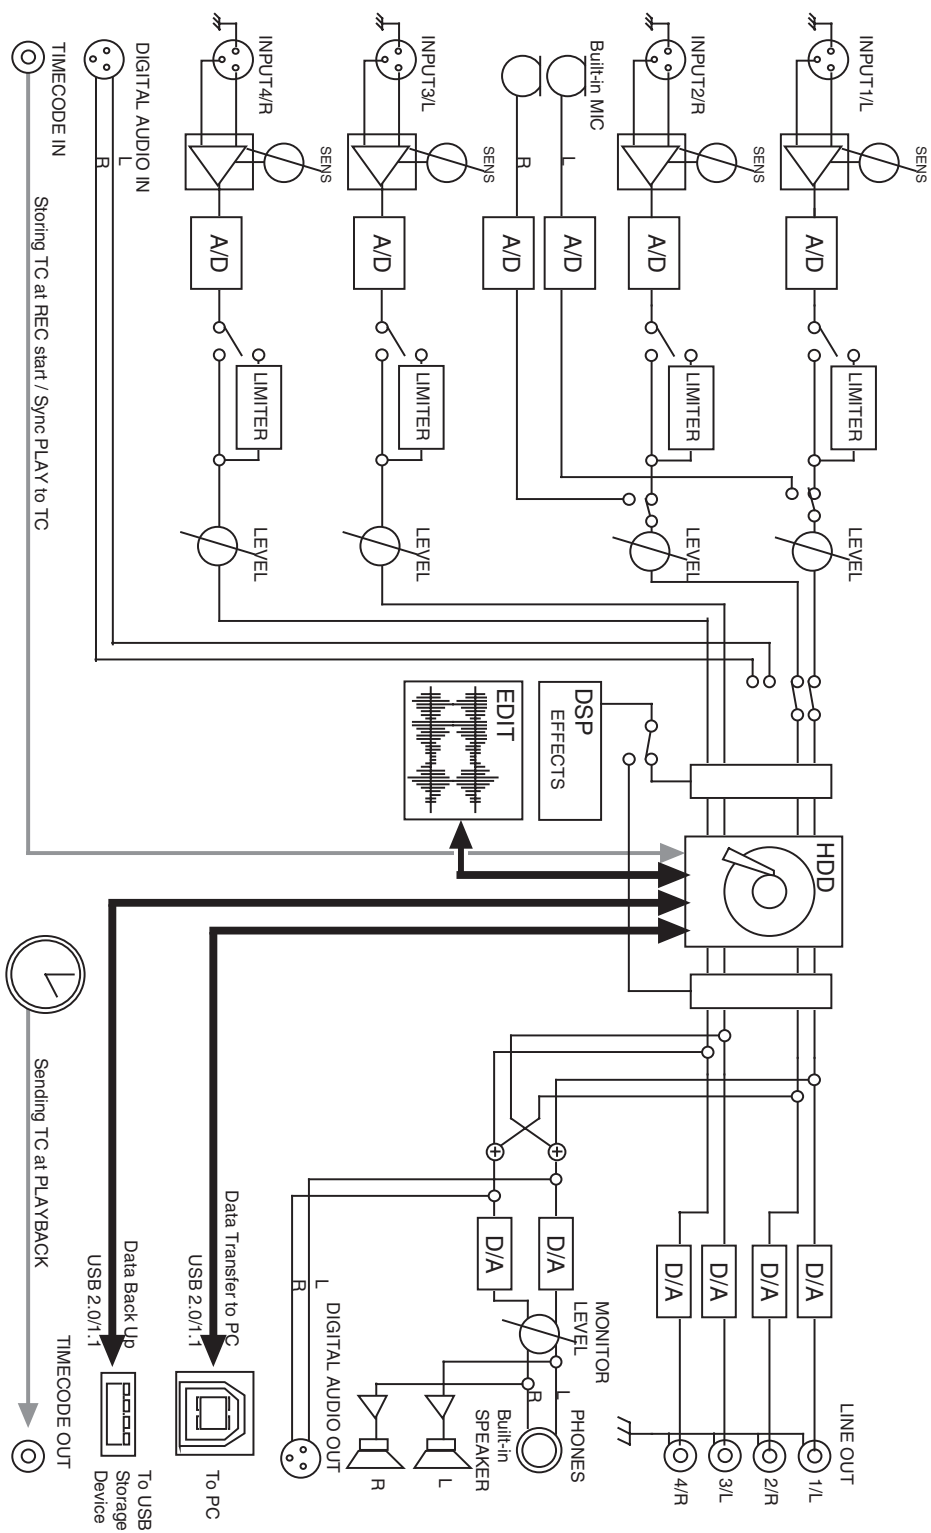 INPUT1/L
SENS
A/D
LIMITER
LEVEL
INPUT2/R
SENS
A/D
LIMITER
LEVEL
Built-in MIC
L
R
A/D
A/D
INPUT3/L
SENS
A/D
LIMITER
LEVEL
INPUT4/R
SENS
A/D
LIMITER
LEVEL
DIGITAL AUDIO IN
L
R
TIMECODE IN
Storing TC at REC start / Sync PLAY to TC
HDD
DSP
EFFECTS
EDIT
D/A
D/A
D/A
D/A
LINE OUT
1/L
2/R
3/L
4/R
D/A
D/A
MONITOR
LEVEL
L
R
PHONES
Built-in
SPEAKER
L
R
L
R
DIGITAL AUDIO OUT
Data Transfer to PC
USB 2.0/1.1
To PC
Data Back Up
USB 2.0/1.1
To USB
Storage
Device
Sending TC at PLAYBACK
TIMECODE OUT